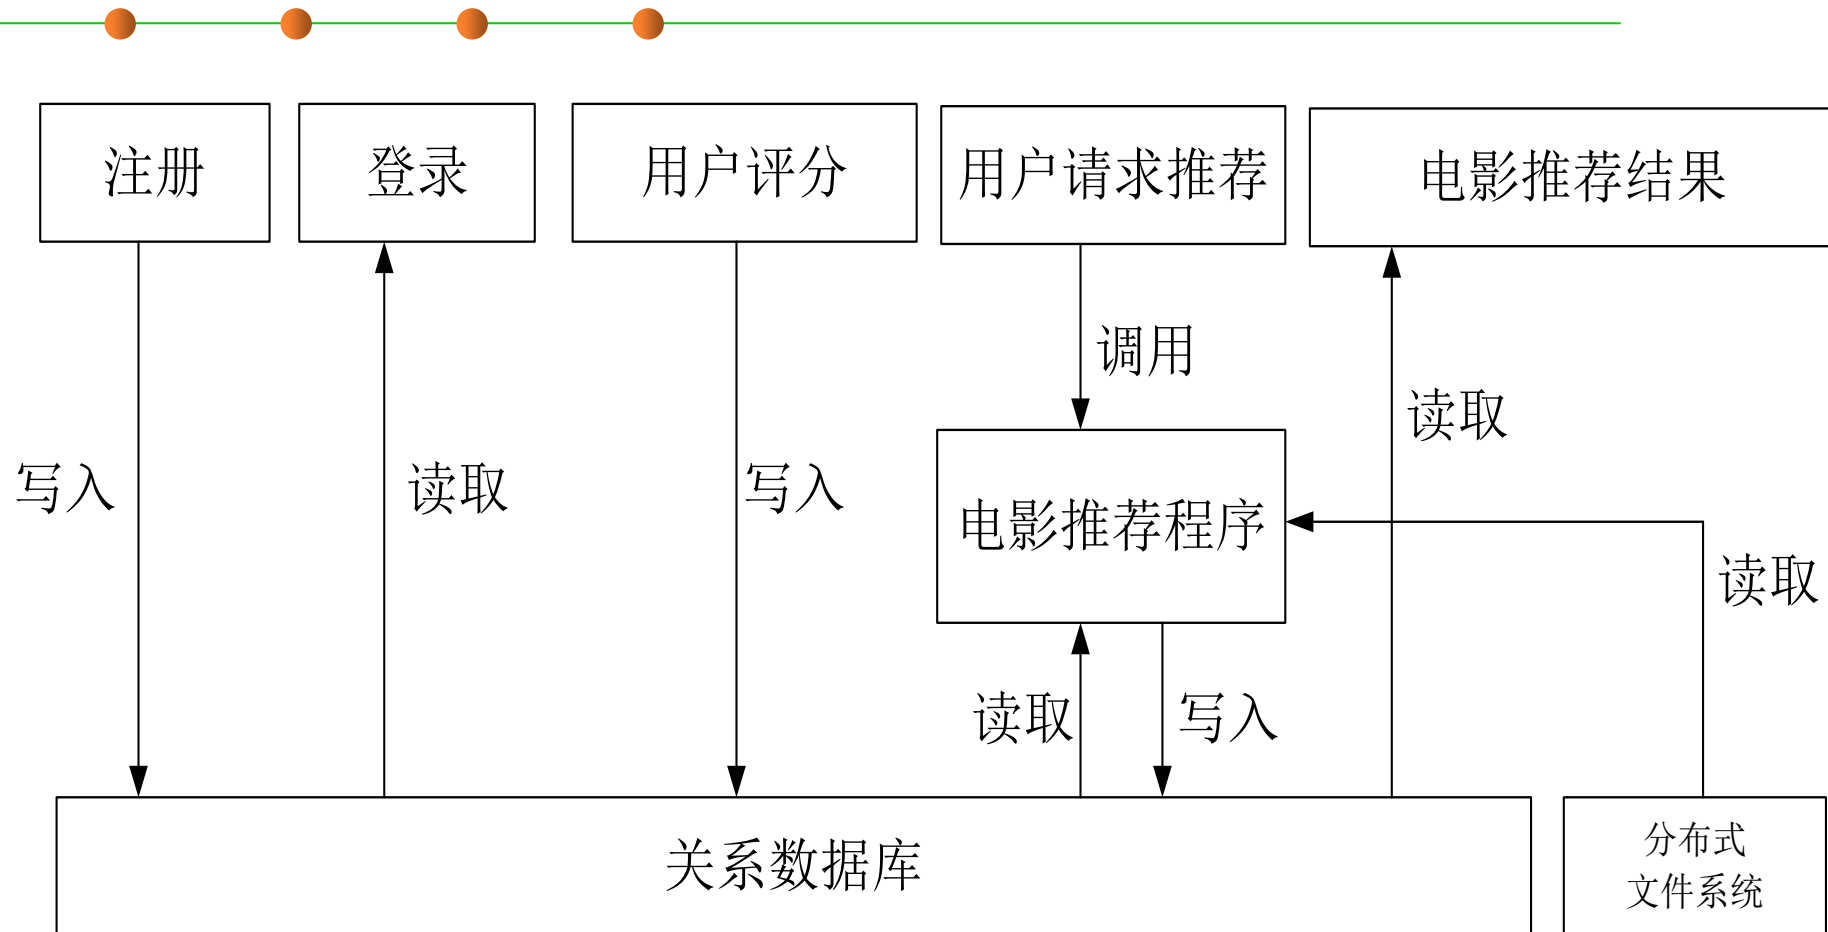 注册
登录
用户评分
用户请求推荐
电影推荐结果
调用
读取
写入
读取
写入
电影推荐程序
读取
读取
写入
关系数据库
分布式
文件系统